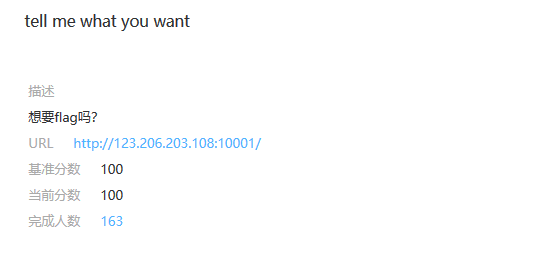 tell me what you want
描述
想要flag吗?
URL http://123.206.203.108:10001/
基准分数 100
当前分数 100
完成人数 163